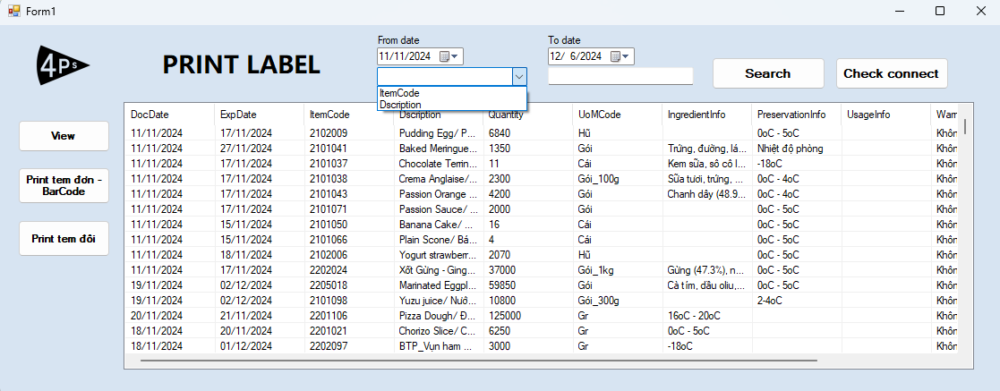 Form1
From date
To date
4Ps
PRINT LABEL
11/11/2024
12/ 6/2024
Search
Check connect
ItemCode
Dscription
DocDate ExpDate ItemCode Dscription Quantity UoMCode IngredientInfo PreservationInfo UsageInfo Warn
View
Print tem đơn - BarCode
Print tem đôi
11/11/2024 17/11/2024 2102009 Pudding Egg/ P... 6840 Hũ 0oC - 5oC Khôn
11/11/2024 27/11/2024 2101041 Baked Meringue... 1350 Gói Trứng, đường, lá... Nhiệt độ phòng Khôn
11/11/2024 17/11/2024 2101037 Chocolate Terrin... 11 Cái Kem sữa, sô cô l... -18oC Khôn
11/11/2024 17/11/2024 2101038 Crema Anglaise/... 2300 Gói_100g Sữa tươi, trứng, ... 0oC - 4oC Khôn
11/11/2024 17/11/2024 2101043 Passion Orange ... 4200 Gói Chanh dây (48.9... 0oC - 4oC Khôn
11/11/2024 17/11/2024 2101071 Passion Sauce/ ... 2000 Gói 0oC - 5oC Khôn
11/11/2024 15/11/2024 2101050 Banana Cake/ ... 16 Cái 0oC - 5oC Khôn
11/11/2024 15/11/2024 2101066 Plain Scone/ Bá... 4 Cái 0oC - 5oC Khôn
11/11/2024 18/11/2024 2102006 Yogurt strawberr... 2070 Hũ 0oC - 5oC Khôn
11/11/2024 17/11/2024 2202024 Xốt Gừng - Ging... 37000 Gói_1kg Gừng (47.3%), n... 0oC - 5oC Khôn
19/11/2024 02/12/2024 2205018 Marinated Eggpl... 59850 Gói Cà tím, dầu oliu,... 0oC - 5oC Khôn
19/11/2024 02/12/2024 2101098 Yuzu juice/ Nướ... 10800 Gói_300g 2-4oC Khôn
20/11/2024 21/11/2024 2201106 Pizza Dough/ Đ... 125000 Gr 16oC - 20oC Khôn
18/11/2024 20/11/2024 2201021 Chorizo Slice/ C... 6250 Gr 0oC - 5oC Khôn
18/11/2024 01/12/2024 2202097 BTP_Vụn ham ... 3000 Gr -18oC Khôn